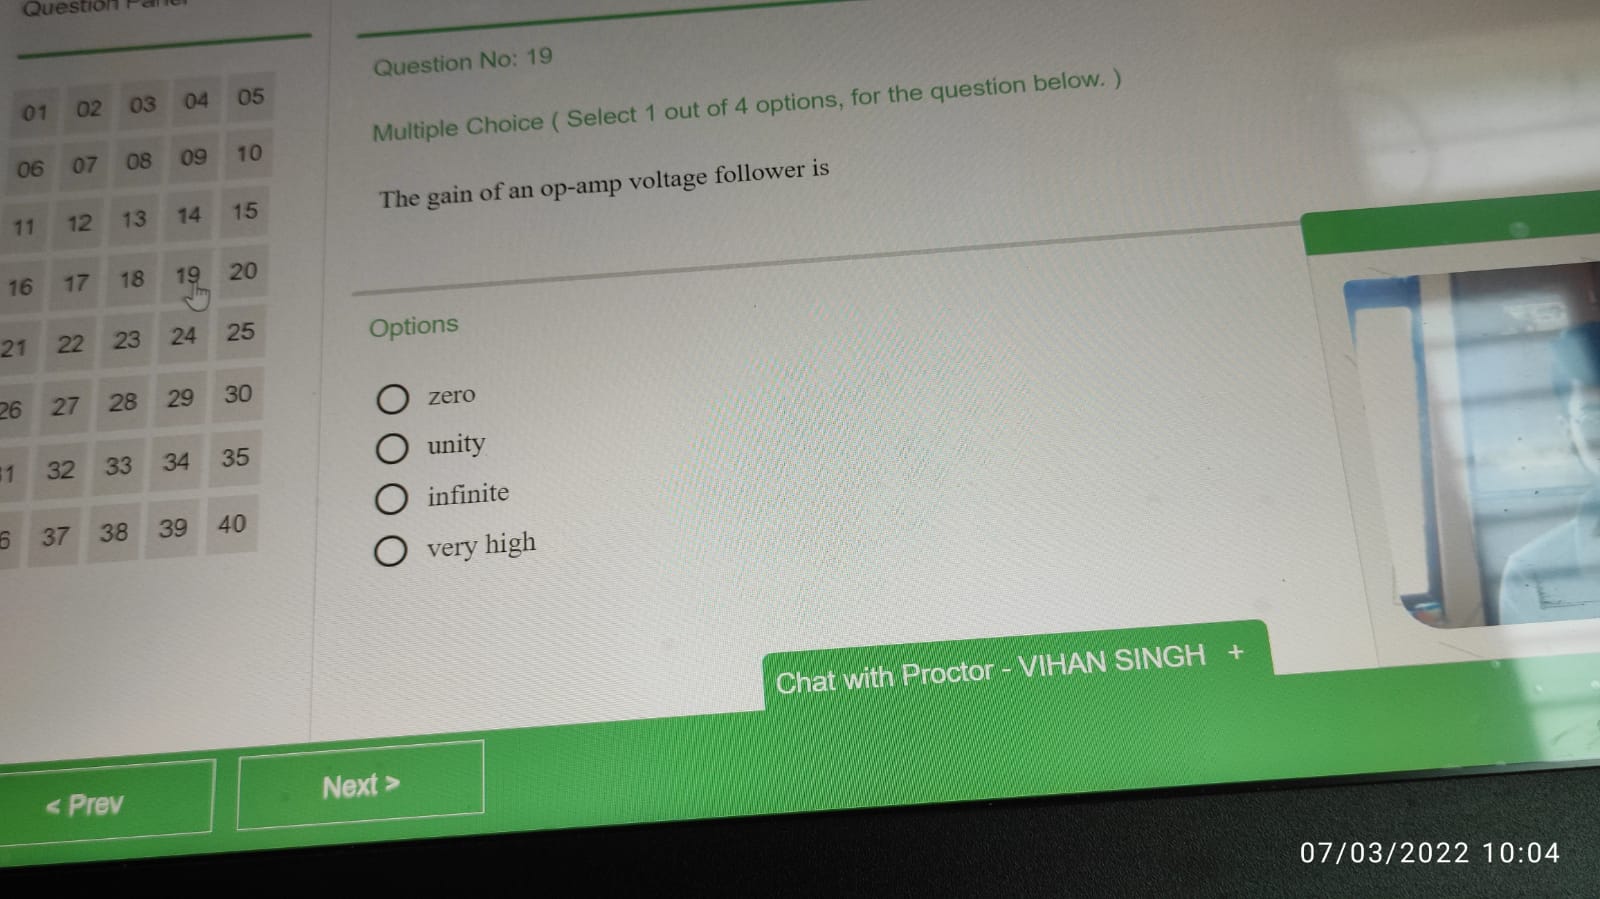 Question Panel
01 02 03 04 05
06 07 08 09 10
11 12 13 14 15
16 17 18 19 20
21 22 23 24 25
26 27 28 29 30
31 32 33 34 35
36 37 38 39 40
Question No: 19
Multiple Choice ( Select 1 out of 4 options, for the question below. )
The gain of an op-amp voltage follower is
Options
zero
unity
infinite
very high
Chat with Proctor - VIHAN SINGH +
< Prev
Next >
07/03/2022 10:04